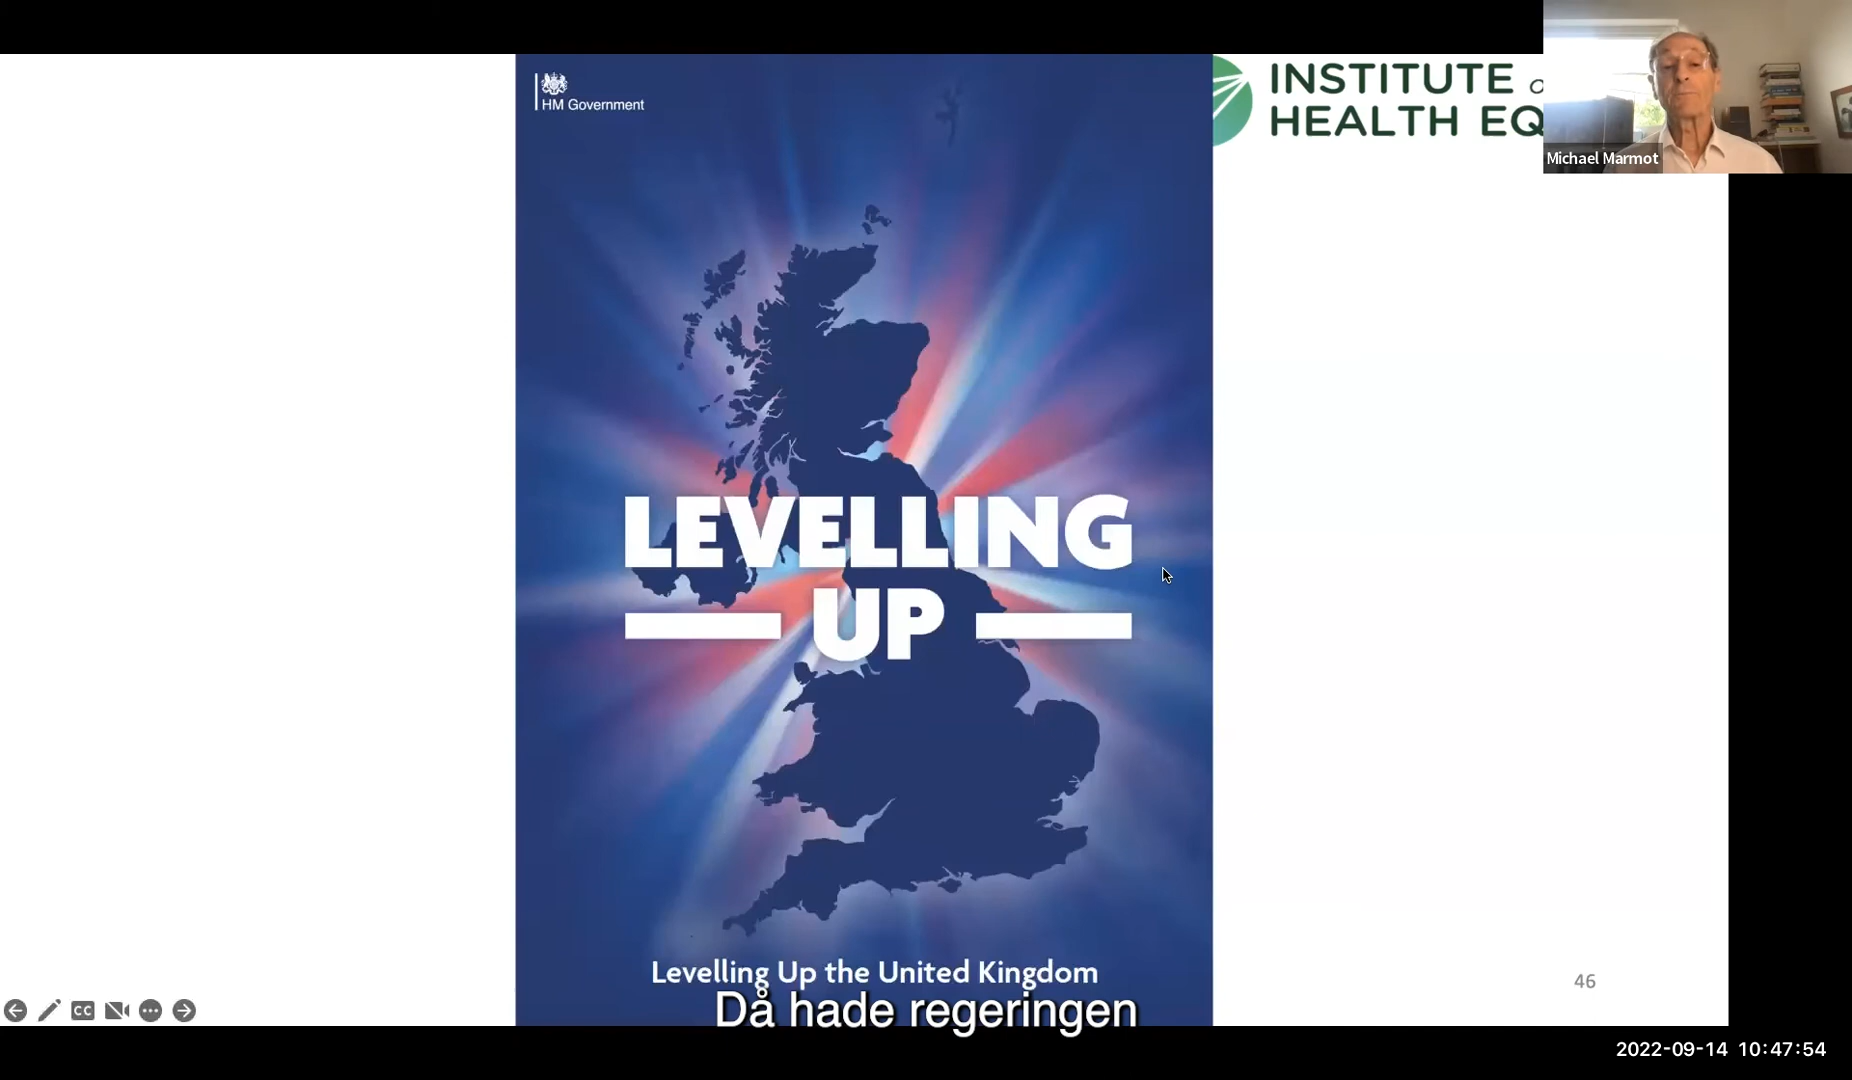 HM Government
INSTITUTE o
HEALTH EQ
Michael Marmot
LEVELLING
UP
Levelling Up the United Kingdom
Då hade regeringen
46
CC
2022-09-14 10:47:54